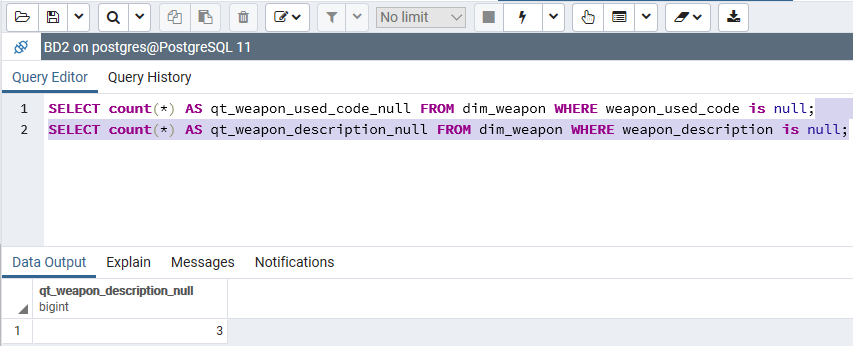 No limit
BD2 on postgres@PostgreSQL 11
Query Editor Query History
1 SELECT count(*) AS qt_weapon_used_code_null FROM dim_weapon WHERE weapon_used_code is null;
2 SELECT count(*) AS qt_weapon_description_null FROM dim_weapon WHERE weapon_description is null;
Data Output Explain Messages Notifications
qt_weapon_description_null
bigint
1 3